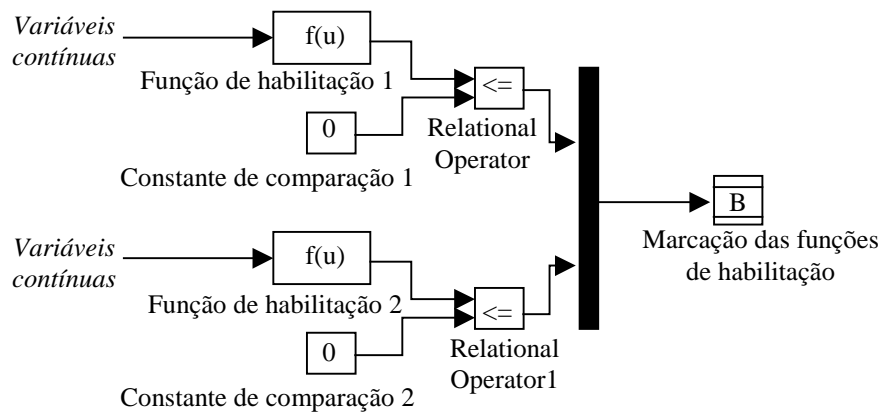 Variáveis
contínuas
f(u)
Função de habilitação 1
0
Constante de comparação 1
<=
Relational
Operator
Variáveis
contínuas
f(u)
Função de habilitação 2
0
Constante de comparação 2
<=
Relational
Operator1
B
Marcação das funções
de habilitação